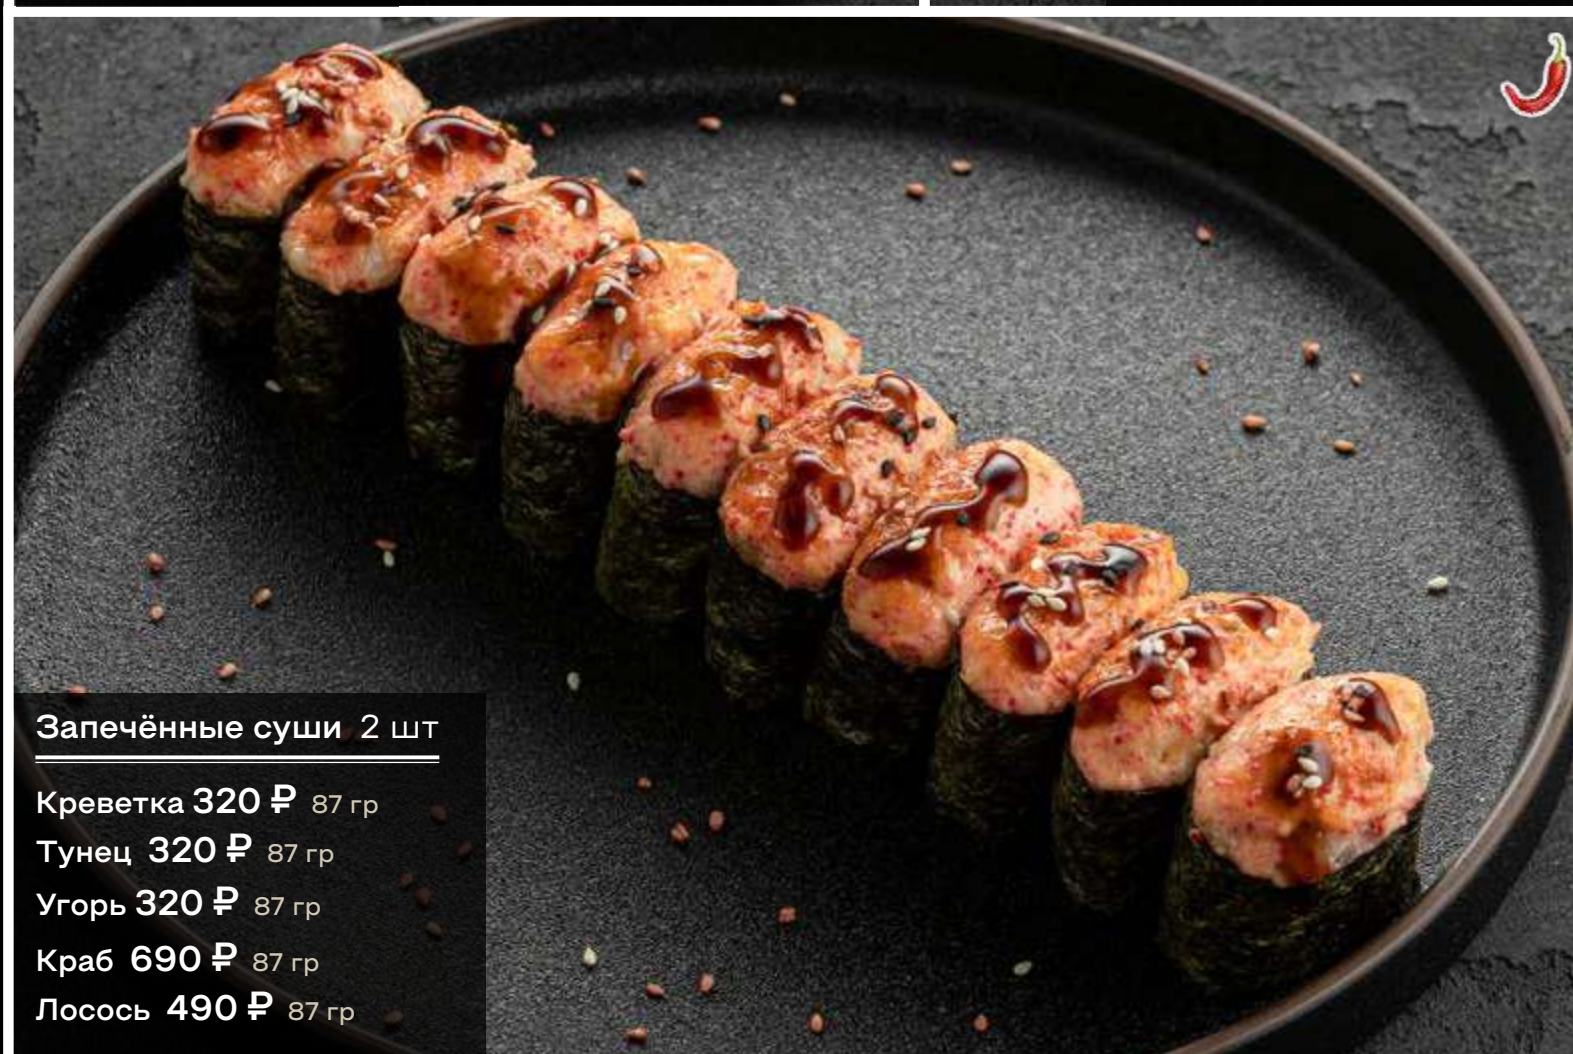 Запечённые суши 2 шт
Креветка 320 ₽ 87 гр
Тунец 320 ₽ 87 гр
Угорь 320 ₽ 87 гр
Краб 690 ₽ 87 гр
Лосось 490 ₽ 87 гр